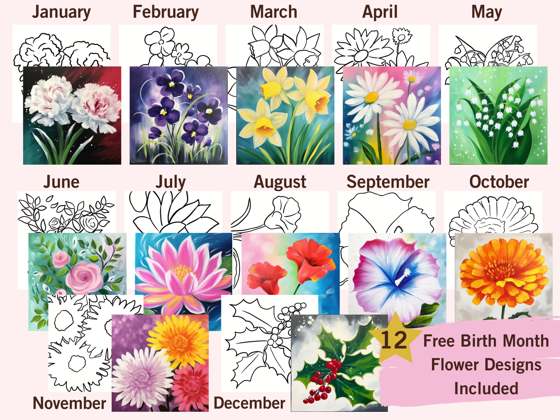 January
February
March
April
May
June
July
August
September
October
November
December
12
Free Birth Month
Flower Designs
Included